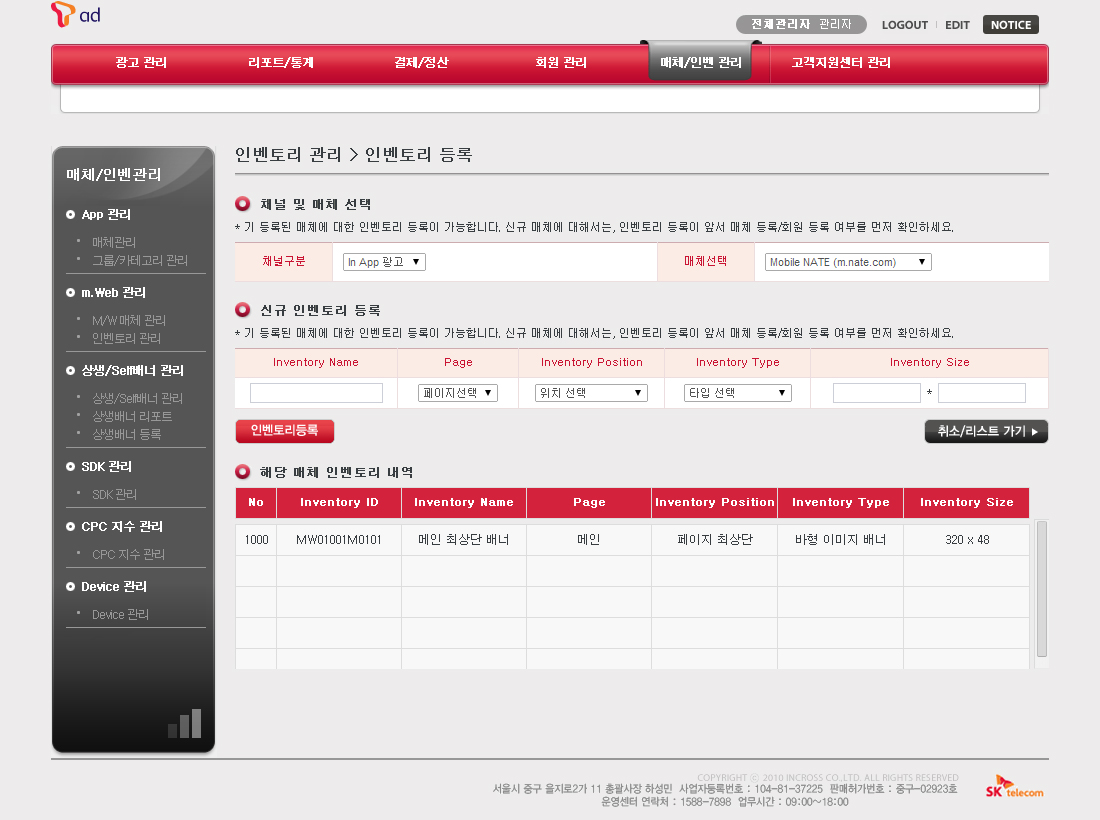 T ad
전체관리자 관리자 LOGOUT EDIT NOTICE
광고 관리 리포트/통계 결제/정산 회원 관리 매체/인벤 관리 고객지원센터 관리
매체/인벤관리
App 관리
매체관리
그룹/카테고리 관리
m.Web 관리
M/W 매체 관리
인벤토리 관리
상생/Self배너 관리
상생/Self배너 관리
상생배너 리포트
상생배너 등록
SDK 관리
SDK 관리
CPC 지수 관리
CPC 지수 관리
Device 관리
Device 관리
인벤토리 관리 > 인벤토리 등록
채널 및 매체 선택
* 기 등록된 매체에 대한 인벤토리 등록이 가능합니다. 신규 매체에 대해서는, 인벤토리 등록이 앞서 매체 등록/회원 등록 여부를 먼저 확인하세요.
채널구분 In App 광고 ▼ 매체선택 Mobile NATE (m.nate.com) ▼
신규 인벤토리 등록
* 기 등록된 매체에 대한 인벤토리 등록이 가능합니다. 신규 매체에 대해서는, 인벤토리 등록이 앞서 매체 등록/회원 등록 여부를 먼저 확인하세요.
Inventory Name Page Inventory Position Inventory Type Inventory Size
페이지선택 ▼ 위치 선택 ▼ 타입 선택 ▼ *
인벤토리등록 취소/리스트 가기 ▶
해당 매체 인벤토리 내역
No Inventory ID Inventory Name Page Inventory Position Inventory Type Inventory Size
1000 MW01001M0101 메인 최상단 배너 메인 페이지 최상단 바형 이미지 배너 320 x 48
COPYRIGHT ⓒ 2010 INCROSS CO.,LTD. ALL RIGHTS RESERVED
서울시 중구 을지로2가 11 총괄사장 하성민 사업자등록번호 : 104-81-37225 판매허가번호 : 중구-02923호
운영센터 연락처 : 1588-7898 업무시간 : 09:00~18:00
SK telecom